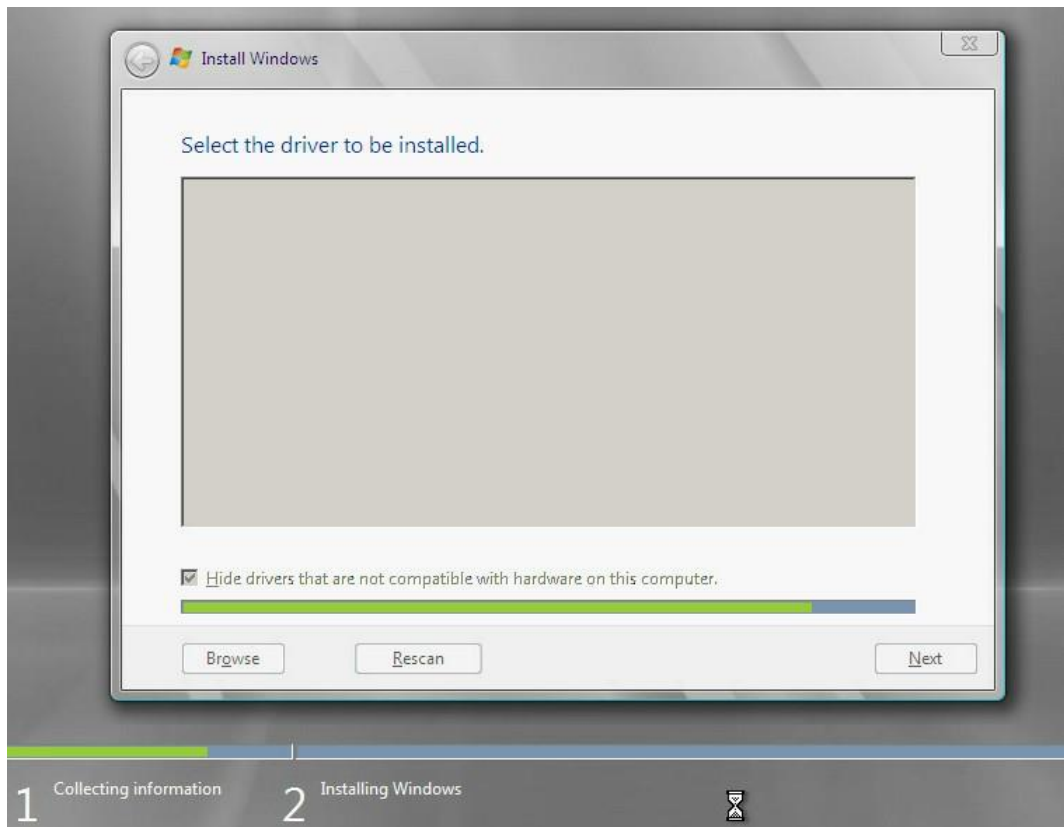 Install Windows
Select the driver to be installed.
Hide drivers that are not compatible with hardware on this computer.
Browse
Rescan
Next
1 Collecting information
2 Installing Windows